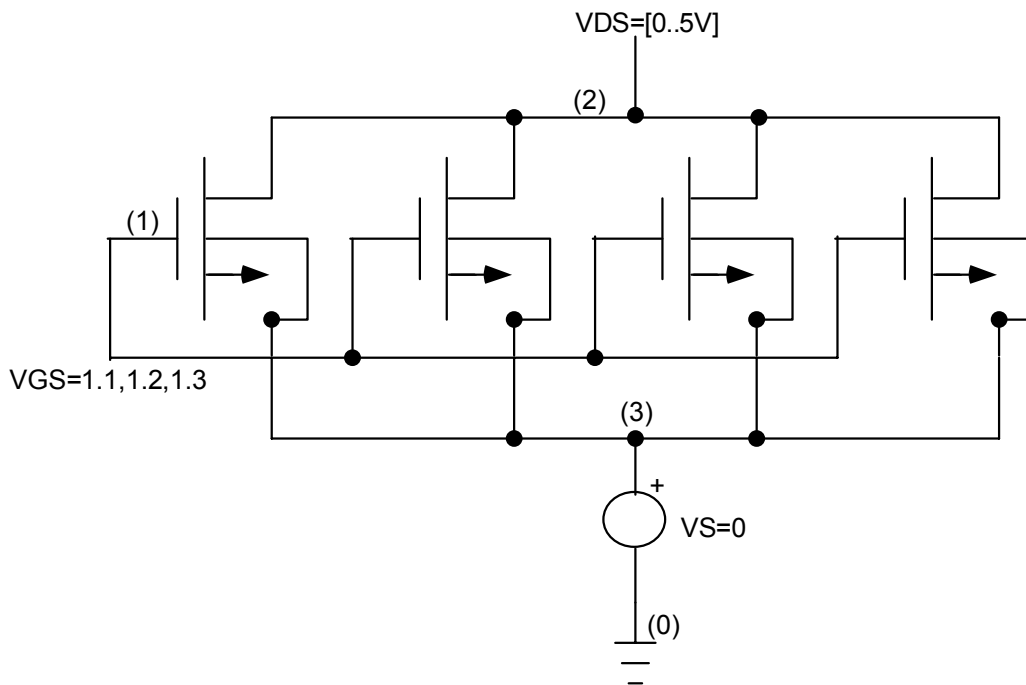 VDS=[0..5V]
(2)
(1)
VGS=1.1,1.2,1.3
(3)
+
VS=0
(0)